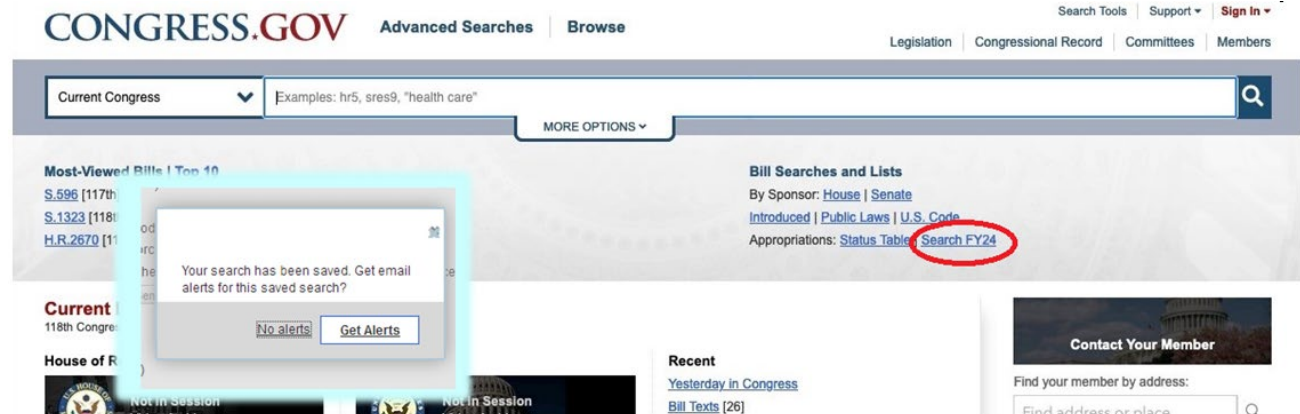 CONGRESS.GOV Advanced Searches Browse
Search Tools Support Sign In
Legislation Congressional Record Committees Members
Current Congress Examples: hr5, sres9, "health care"
MORE OPTIONS
Most-Viewed Bills | Top 10
S.596 [117th]
S.1323 [118
H.R.2670 [11
Bill Searches and Lists
By Sponsor: House | Senate
Introduced | Public Laws | U.S. Code
Appropriations: Status Table Search FY24
Your search has been saved. Get email
alerts for this saved search?
No alerts Get Alerts
Current
118th Congre
House of R
Not in Session
Not in Session
Recent
Yesterday in Congress
Bill Texts [26]
Contact Your Member
Find your member by address:
Find address or place